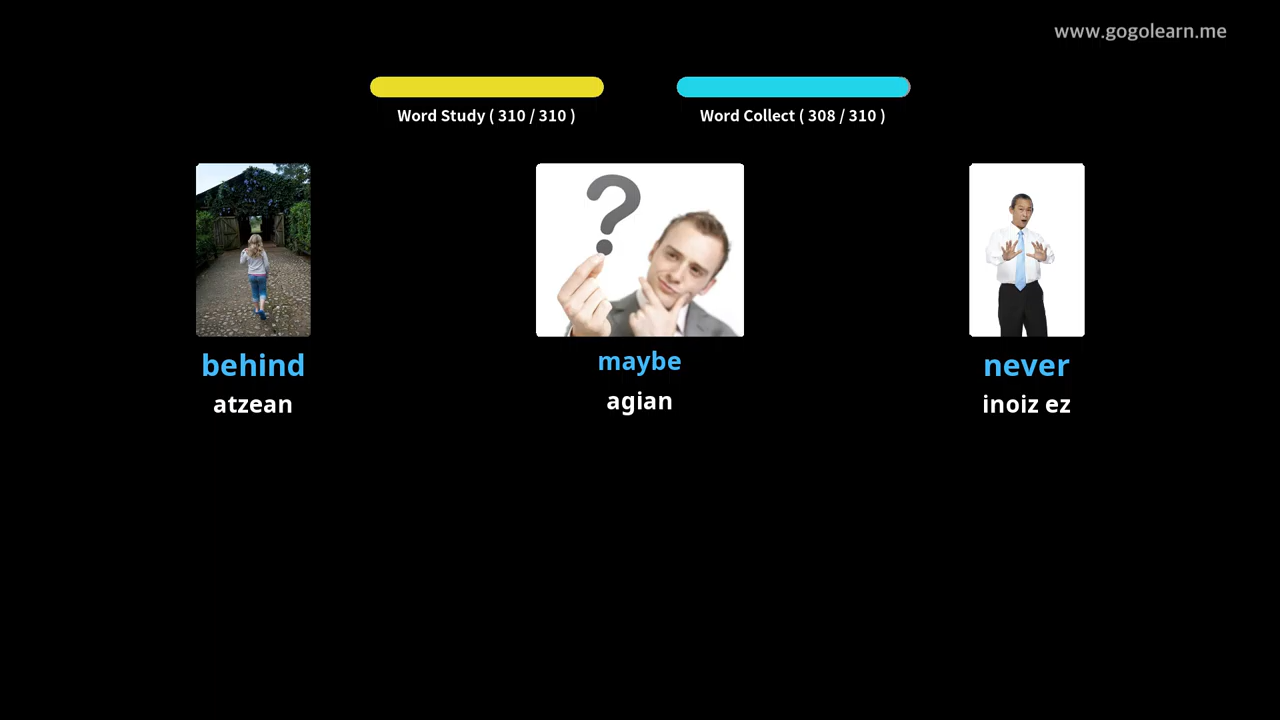 www.gogolearn.me
Word Study ( 310 / 310 )
Word Collect ( 308 / 310 )
behind
maybe
never
atzean
agian
inoiz ez